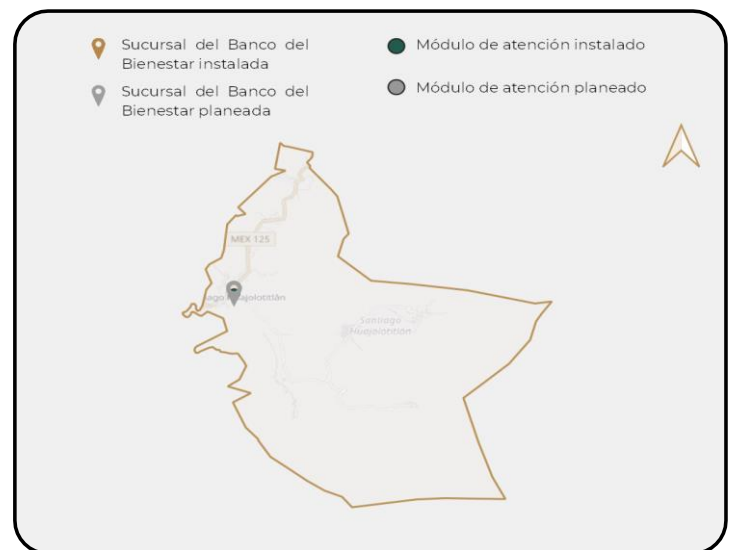 Sucursal del Banco del
Bienestar instalada
Sucursal del Banco del
Bienestar planeada
Módulo de atención instalado
Módulo de atención planeado
MEX 125
Santiago
Huajolotitlán